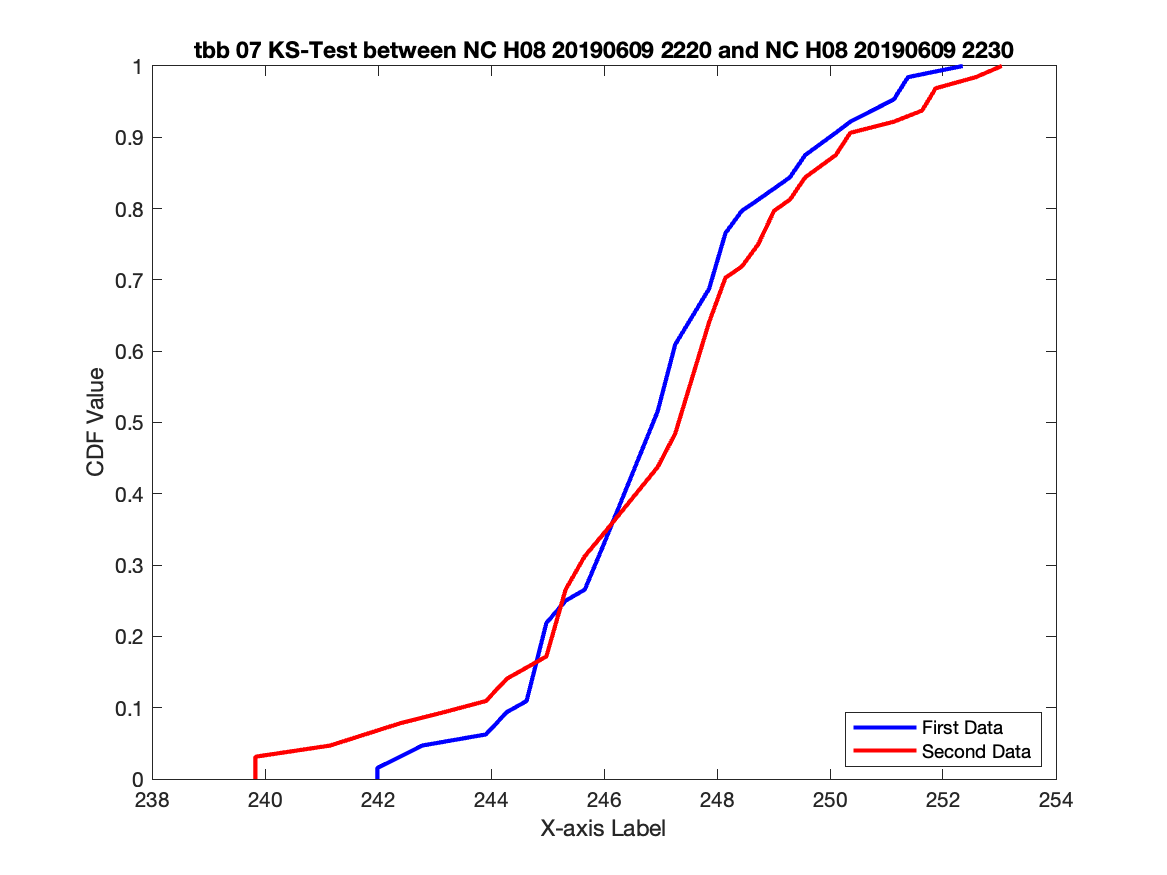 tbb 07 KS-Test between NC H08 20190609 2220 and NC H08 20190609 2230
1
0.9
0.8
0.7
0.6
0.5
0.4
0.3
0.2
0.1
0
CDF Value
First Data
Second Data
238 240 242 244 246 248 250 252 254
X-axis Label